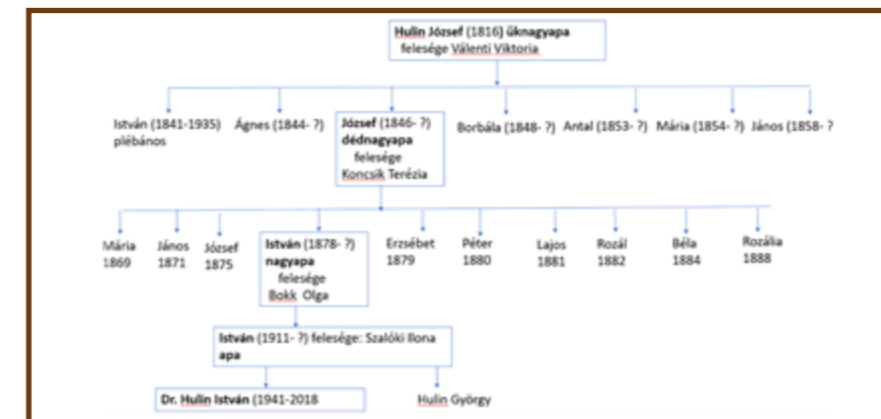 Hulin József (1816) üknagyapa
felesége Válenti Viktoria
István (1841-1935)
plébános
Ágnes (1844- ?)
József (1846- ?)
dédnagyapa
felesége
Koncsik Terézia
Borbála (1848- ?)
Antal (1853- ?)
Mária (1854- ?)
János (1858- ?
Mária
1869
János
1871
József
1875
István (1878- ?)
nagyapa
felesége
Bokk Olga
Erzsébet
1879
Péter
1880
Lajos
1881
Rozál
1882
Béla
1884
Rozália
1888
István (1911- ?) felesége: Szalóki Ilona
apa
Dr. Hulin István (1941-2018
Hulin György